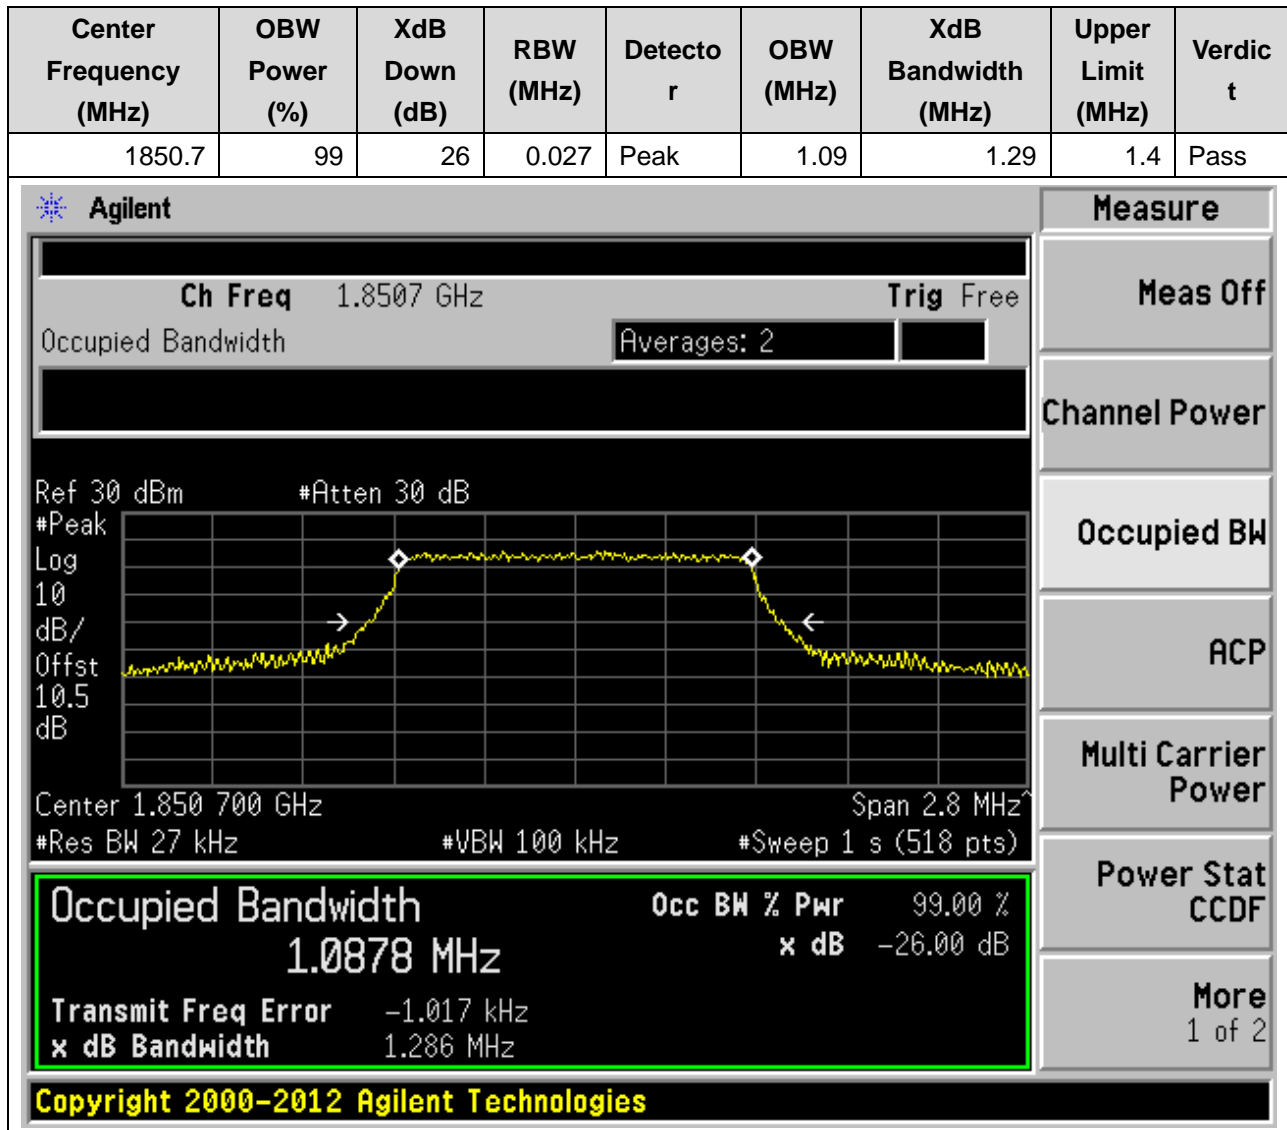 Center Frequency (MHz) OBW Power (%) XdB Down (dB) RBW (MHz) Detecto r OBW (MHz) XdB Bandwidth (MHz) Upper Limit (MHz) Verdic t
1850.7 99 26 0.027 Peak 1.09 1.29 1.4 Pass
Agilent
Measure
Ch Freq 1.8507 GHz Trig Free
Occupied Bandwidth Averages: 2
Meas Off
Channel Power
Occupied BW
ACP
Multi Carrier
Power
Power Stat
CCDF
More
1 of 2
Ref 30 dBm #Atten 30 dB
#Peak
Log
10
dB/
Offst
10.5
dB
Center 1.850 700 GHz Span 2.8 MHz^
#Res BW 27 kHz #VBW 100 kHz #Sweep 1 s (518 pts)
Occupied Bandwidth Occ BW % Pwr 99.00 %
1.0878 MHz x dB -26.00 dB
Transmit Freq Error -1.017 kHz
x dB Bandwidth 1.286 MHz
Copyright 2000-2012 Agilent Technologies